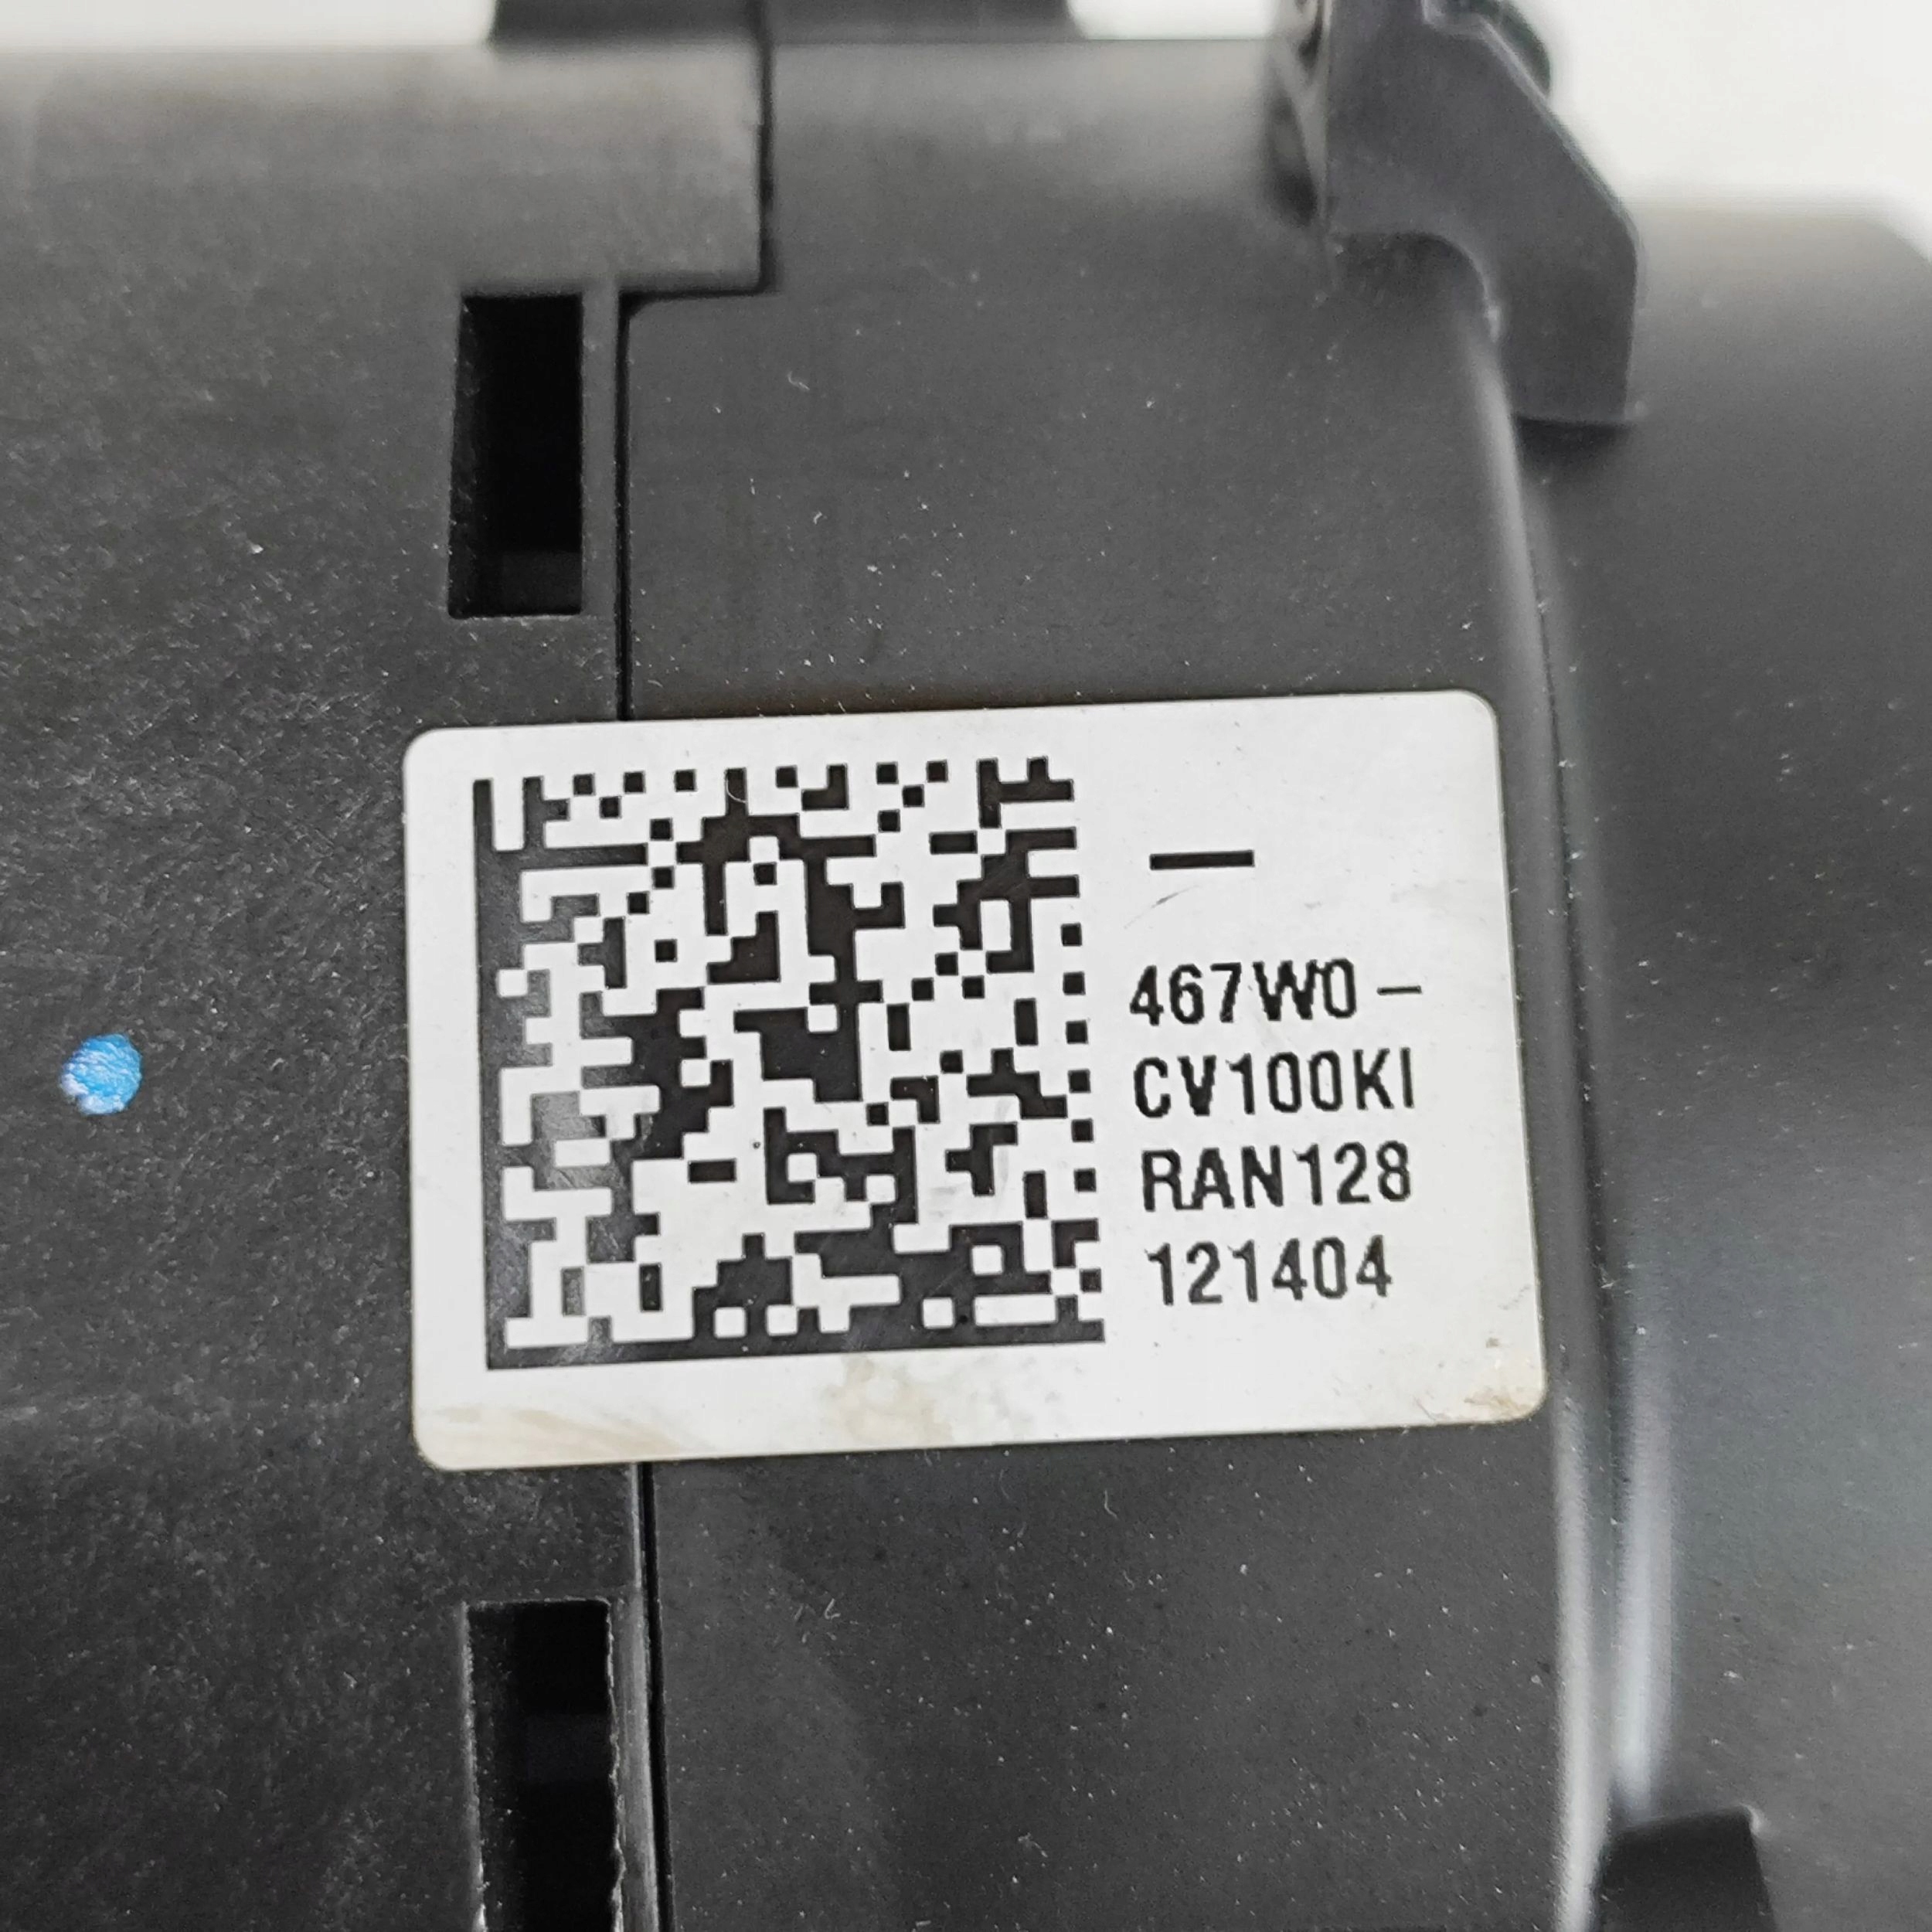 —
467W0-
CV100KI
RAN128
121404